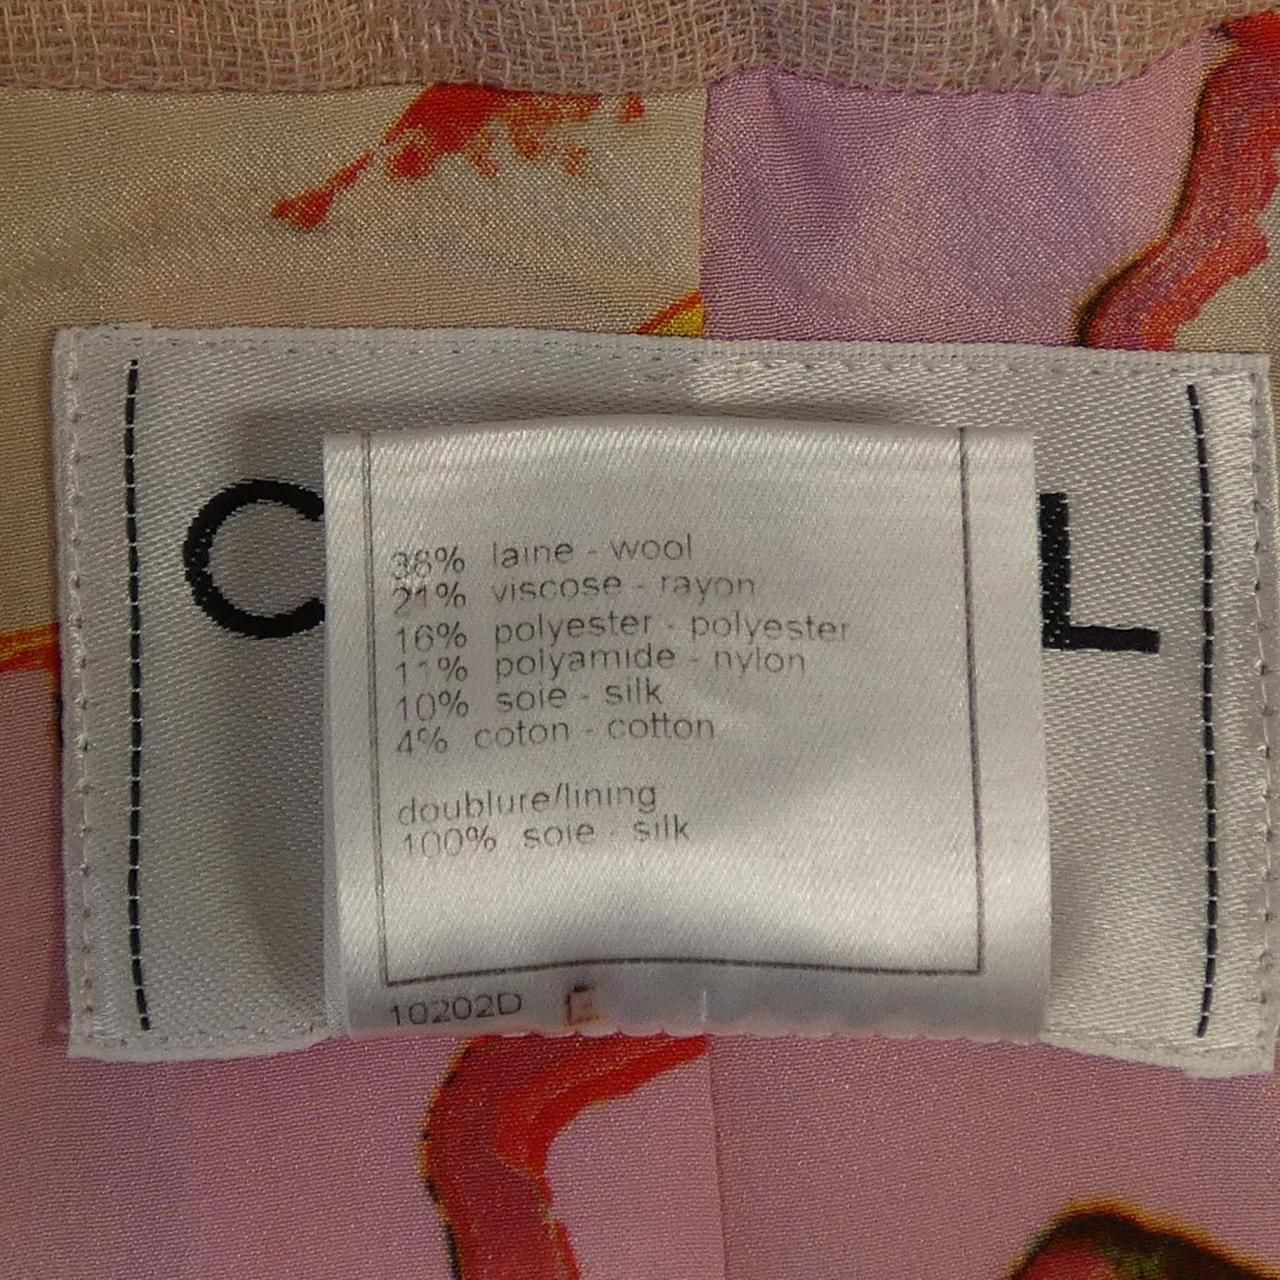 C L
38% laine - wool
21% viscose - rayon
16% polyester - polyester
11% polyamide - nylon
10% soie - silk
4% coton - cotton
doublure/lining
100% soie - silk
10202D